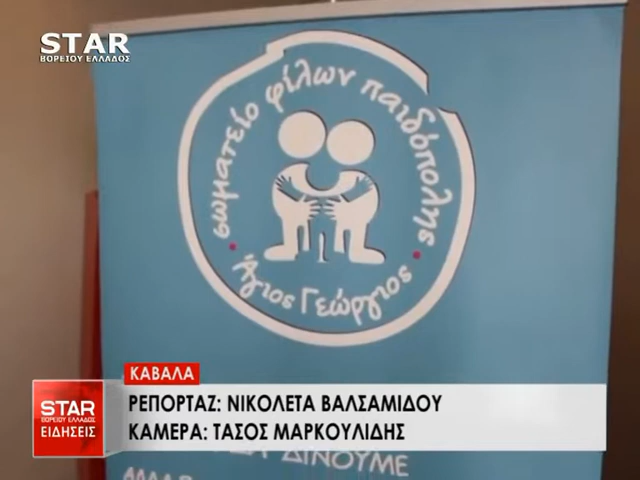 STAR
ΒΟΡΕΙΟΥ ΕΛΛΑΔΟΣ
σωματείο φίλων παιδόπολης
Άγιος Γεώργιος
ΚΑΒΑΛΑ
ΡΕΠΟΡΤΑΖ: ΝΙΚΟΛΕΤΑ ΒΑΛΣΑΜΙΔΟΥ
ΚΑΜΕΡΑ: ΤΑΣΟΣ ΜΑΡΚΟΥΛΙΔΗΣ
STAR
ΒΟΡΕΙΟΥ ΕΛΛΑΔΟΣ
ΕΙΔΗΣΕΙΣ
ΔΙΝΟΥΜΕ